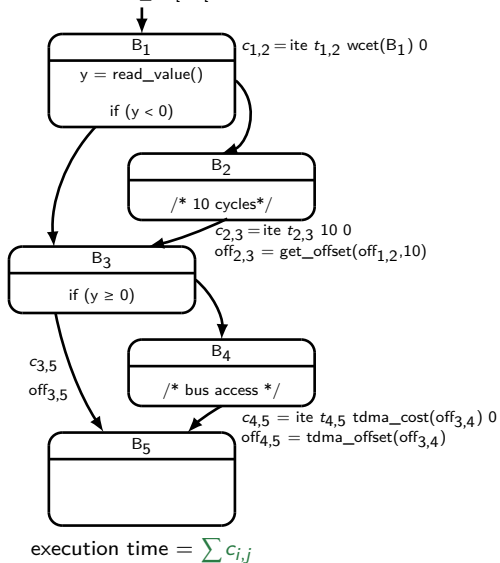 B1
c1,2 = ite t1,2 wcet(B1) 0
y = read_value()
if (y < 0)
B2
/* 10 cycles*/
c2,3 = ite t2,3 10 0
off2,3 = get_offset(off1,2,10)
B3
if (y ≥ 0)
B4
c3,5
off3,5
/* bus access */
c4,5 = ite t4,5 tdma_cost(off3,4) 0
off4,5 = tdma_offset(off3,4)
B5
execution time = ∑ ci,j